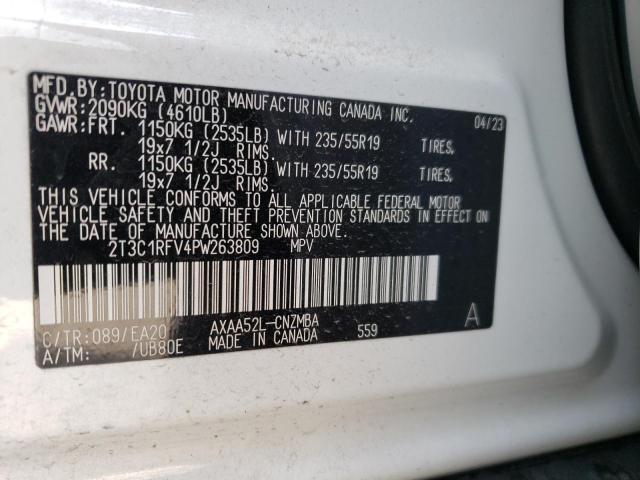 MFD.BY:TOYOTA MOTOR MANUFACTURING CANADA INC.
GVWR:2090KG (4610LB) 04/23
GAWR:FRT. 1150KG (2535LB) WITH 235/55R19 TIRES,
19x7 1/2J RIMS.
RR. 1150KG (2535LB) WITH 235/55R19 TIRES,
19x7 1/2J RIMS.
THIS VEHICLE CONFORMS TO ALL APPLICABLE FEDERAL MOTOR
VEHICLE SAFETY AND THEFT PREVENTION STANDARDS IN EFFECT ON
THE DATE OF MANUFACTURE SHOWN ABOVE.
2T3C1RFV4PW263809 MPV
C/TR:089/EA20 AXAA52L-CNZMBA A
A/TM: /UB80E MADE IN CANADA 559